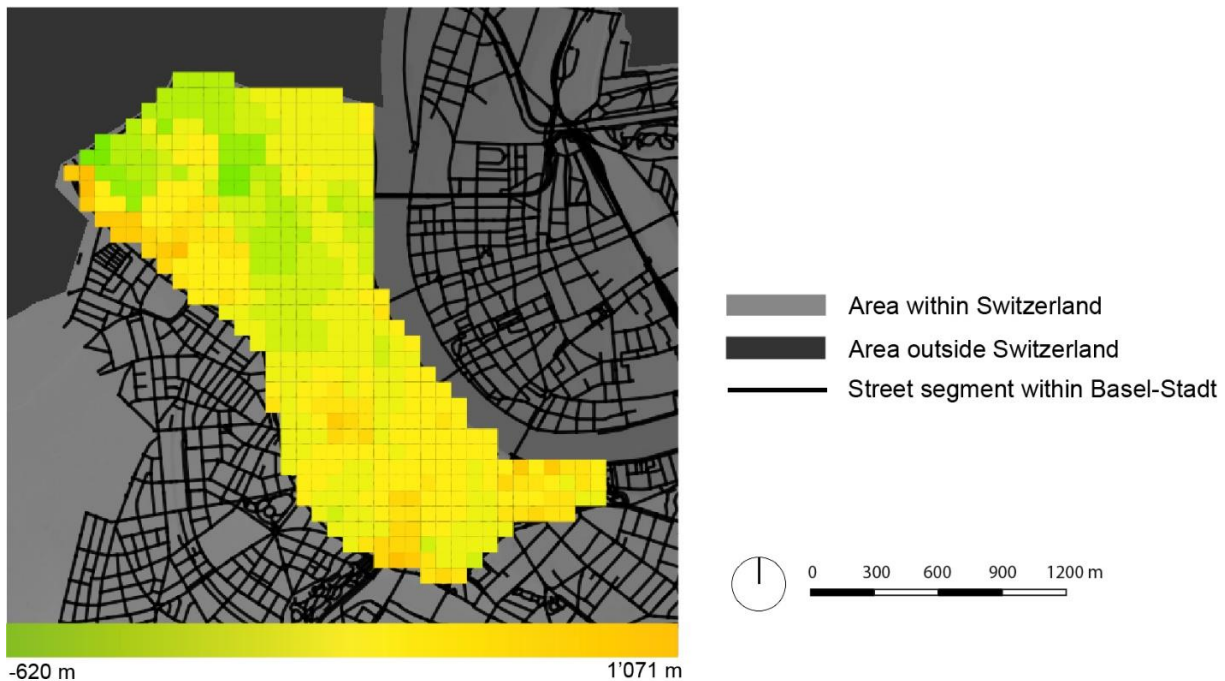 Area within Switzerland
Area outside Switzerland
Street segment within Basel-Stadt
0 300 600 900 1200 m
-620 m 1'071 m